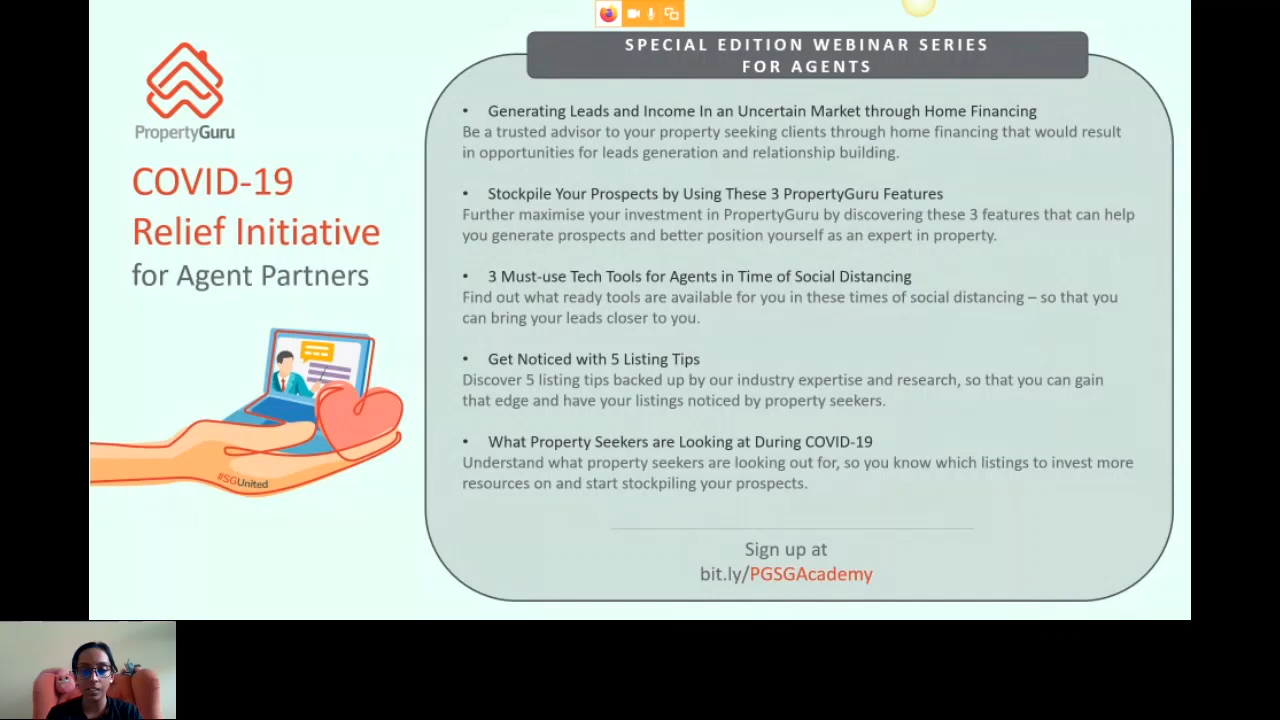 PropertyGuru
COVID-19
Relief Initiative
for Agent Partners
#SGUnited
SPECIAL EDITION WEBINAR SERIES
FOR AGENTS
• Generating Leads and Income In an Uncertain Market through Home Financing
Be a trusted advisor to your property seeking clients through home financing that would result
in opportunities for leads generation and relationship building.
• Stockpile Your Prospects by Using These 3 PropertyGuru Features
Further maximise your investment in PropertyGuru by discovering these 3 features that can help
you generate prospects and better position yourself as an expert in property.
• 3 Must-use Tech Tools for Agents in Time of Social Distancing
Find out what ready tools are available for you in these times of social distancing – so that you
can bring your leads closer to you.
• Get Noticed with 5 Listing Tips
Discover 5 listing tips backed up by our industry expertise and research, so that you can gain
that edge and have your listings noticed by property seekers.
• What Property Seekers are Looking at During COVID-19
Understand what property seekers are looking out for, so you know which listings to invest more
resources on and start stockpiling your prospects.
Sign up at
bit.ly/PGSGAcademy